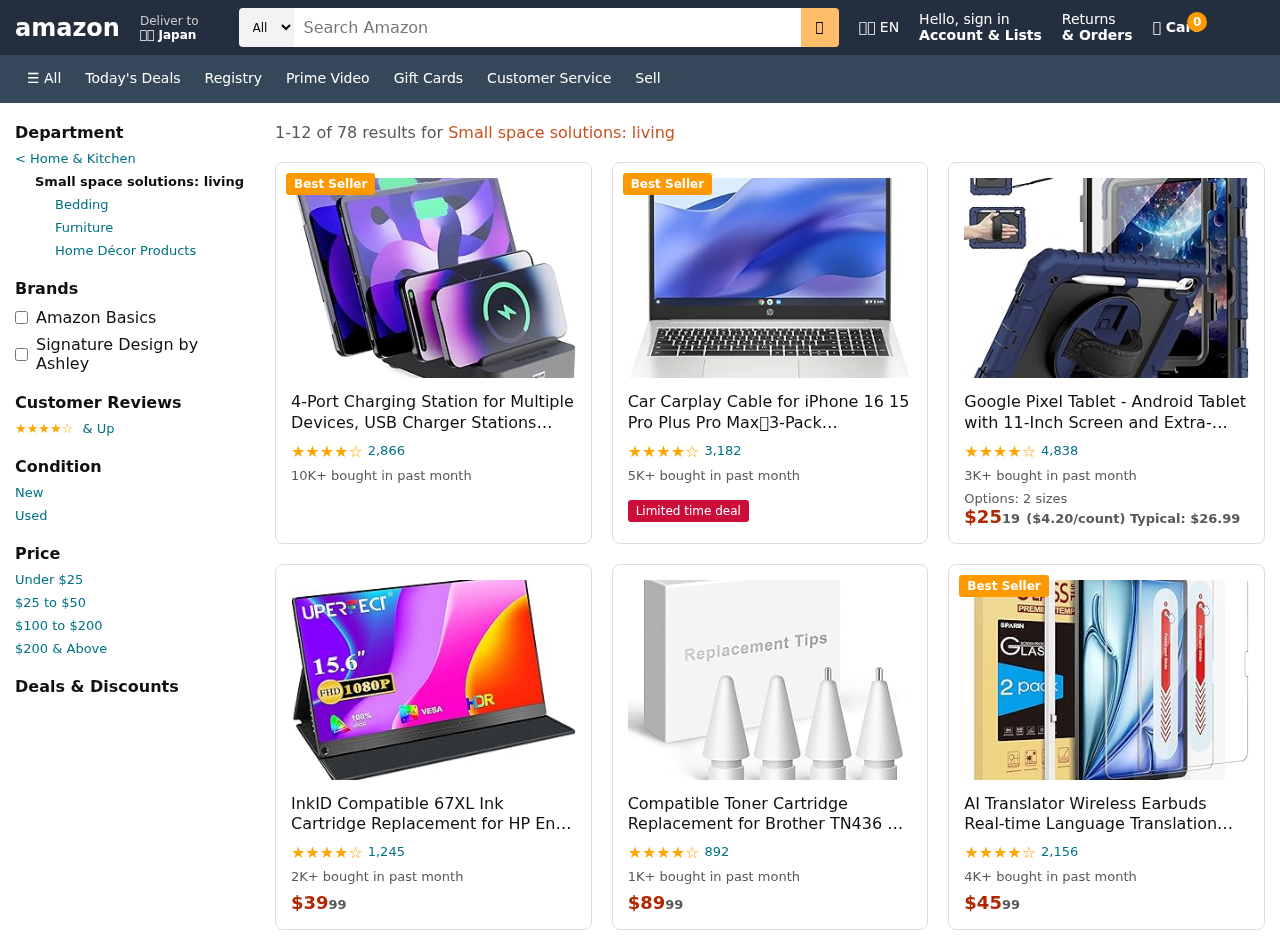 amazon
Deliver to
Japan
All
Search Amazon
EN
Hello, sign in
Account & Lists
Returns
& Orders
0
☰ All
Today's Deals
Registry
Prime Video
Gift Cards
Customer Service
Sell
Department
< Home & Kitchen
Small space solutions: living
Bedding
Furniture
Home Décor Products
Brands
Amazon Basics
Signature Design by
Ashley
Customer Reviews
★★★★☆ & Up
Condition
New
Used
Price
Under $25
$25 to $50
$100 to $200
$200 & Above
Deals & Discounts
1-12 of 78 results for Small space solutions: living
Best Seller
4-Port Charging Station for Multiple
Devices, USB Charger Stations…
★★★★☆ 2,866
10K+ bought in past month
Best Seller
hp
Car Carplay Cable for iPhone 16 15
Pro Plus Pro Max 3-Pack…
★★★★☆ 3,182
5K+ bought in past month
Limited time deal
Google Pixel Tablet - Android Tablet
with 11-Inch Screen and Extra-…
★★★★☆ 4,838
3K+ bought in past month
Options: 2 sizes
$25 19 ($4.20/count) Typical: $26.99
UPERFECT
15.6"
FHD 1080P
100%
VESA
HDR
InkID Compatible 67XL Ink
Cartridge Replacement for HP En…
★★★★☆ 1,245
2K+ bought in past month
$39 99
Replacement Tips
Compatible Toner Cartridge
Replacement for Brother TN436 …
★★★★☆ 892
1K+ bought in past month
$89 99
Best Seller
SPARIN
2 pack
AI Translator Wireless Earbuds
Real-time Language Translation…
★★★★☆ 2,156
4K+ bought in past month
$45 99